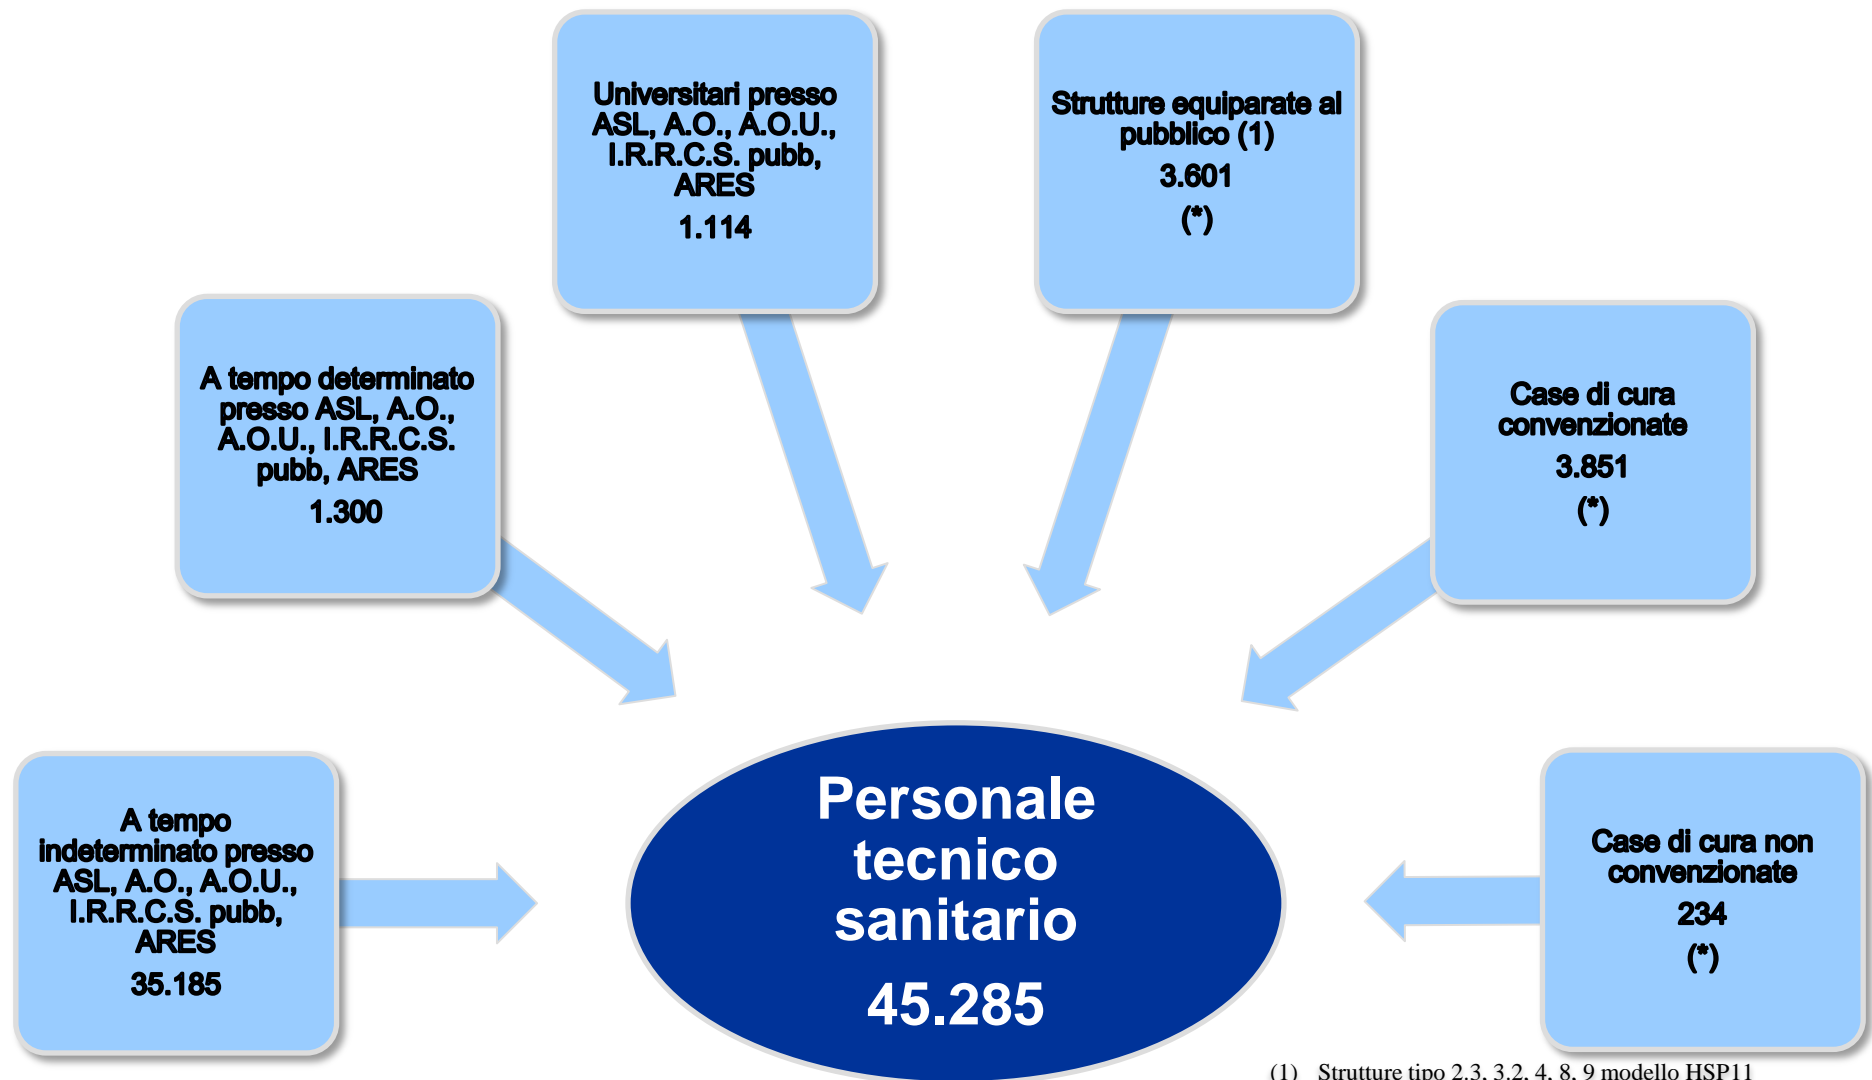 Universitari presso
ASL, A.O., A.O.U.,
I.R.R.C.S. pubb,
ARES
1.114
Strutture equiparate al
pubblico (1)
3.601
(*)
A tempo determinato
presso ASL, A.O.,
A.O.U., I.R.R.C.S.
pubb, ARES
1.300
Case di cura
convenzionate
3.851
(*)
A tempo
indeterminato presso
ASL, A.O., A.O.U.,
I.R.R.C.S. pubb,
ARES
35.185
Personale
tecnico
sanitario
45.285
Case di cura non
convenzionate
234
(*)
(1) Strutture tipo 2.3, 3.2, 4, 8, 9 modello HSP11